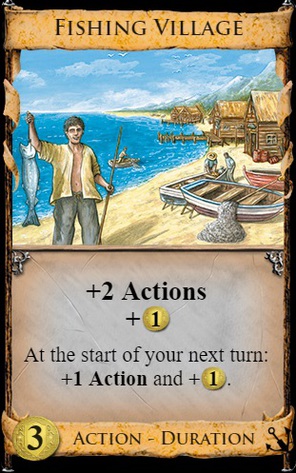 FISHING VILLAGE
+2 Actions
+ 1
At the start of your next turn:
+1 Action and + 1.
3 ACTION - DURATION